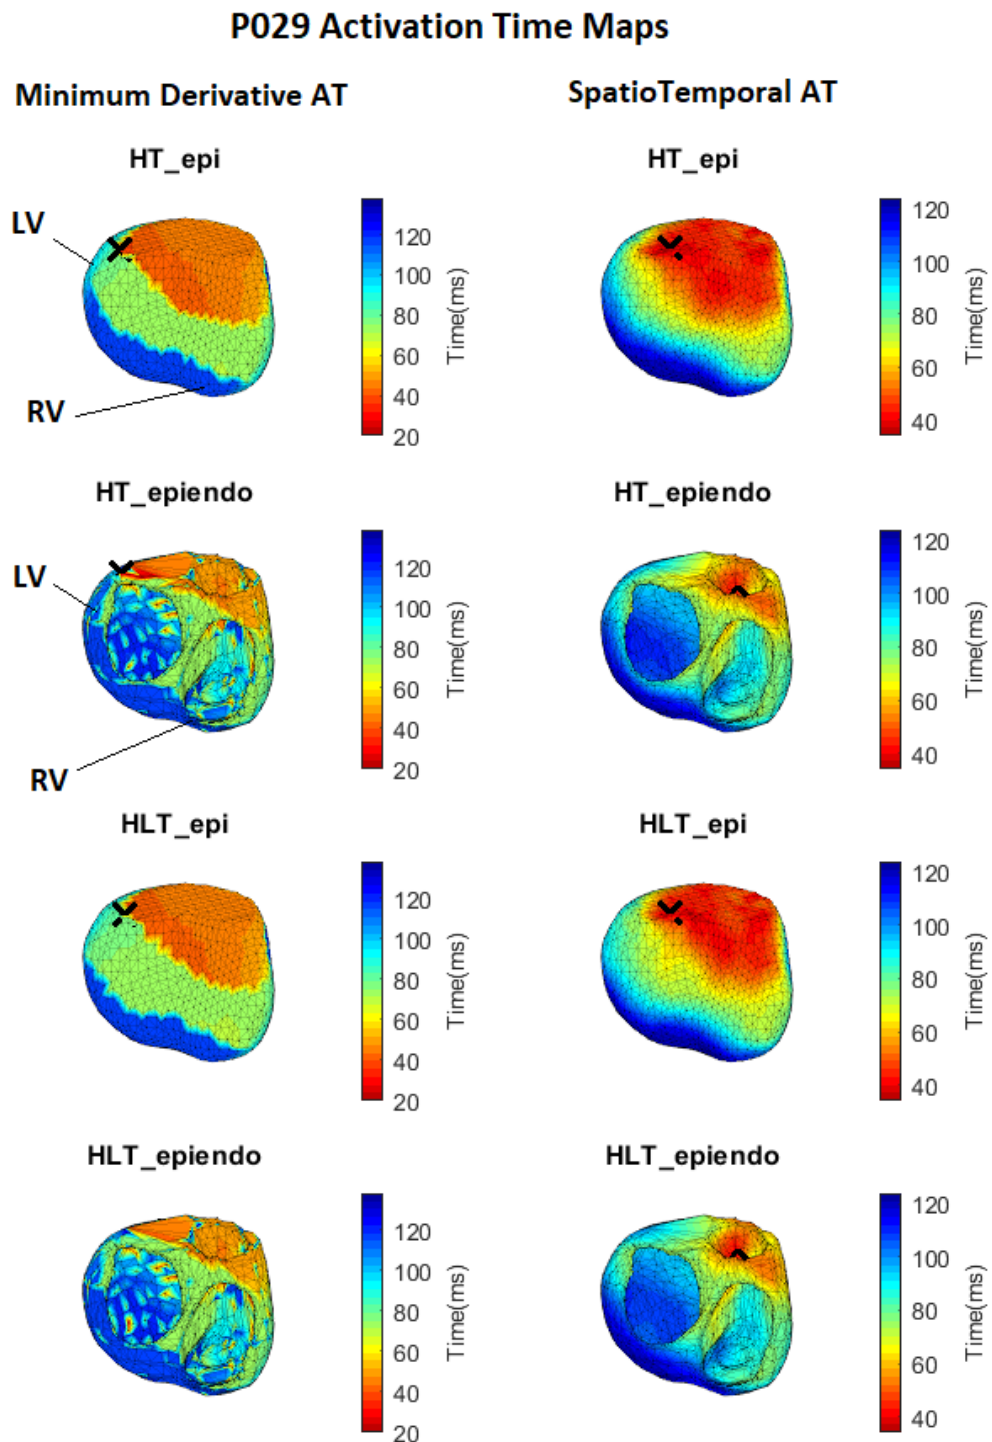 P029 Activation Time Maps
Minimum Derivative AT
SpatioTemporal AT
HT_epi
LV
RV
120
100
80
60
40
20
Time(ms)
HT_epi
120
100
80
60
40
Time(ms)
HT_epiendo
LV
RV
120
100
80
60
40
20
Time(ms)
HT_epiendo
120
100
80
60
40
Time(ms)
HLT_epi
120
100
80
60
40
20
Time(ms)
HLT_epi
120
100
80
60
40
Time(ms)
HLT_epiendo
120
100
80
60
40
20
Time(ms)
HLT_epiendo
120
100
80
60
40
Time(ms)